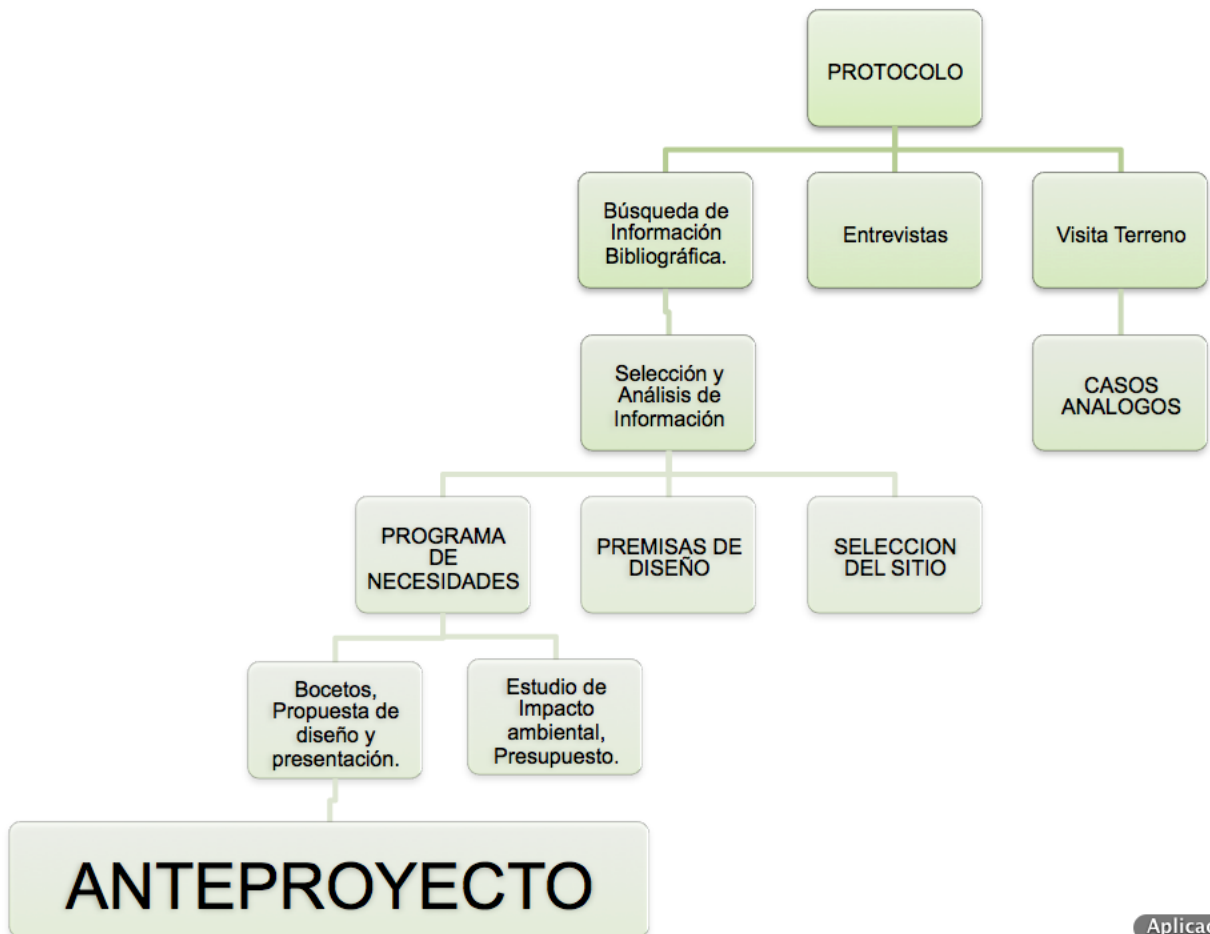 PROTOCOLO
Búsqueda de
Información
Bibliográfica.
Entrevistas
Visita Terreno
Selección y
Análisis de
Información
CASOS
ANALOGOS
PROGRAMA
DE
NECESIDADES
PREMISAS DE
DISEÑO
SELECCION
DEL SITIO
Bocetos,
Propuesta de
diseño y
presentación.
Estudio de
Impacto
ambiental,
Presupuesto.
ANTEPROYECTO
Aplicac